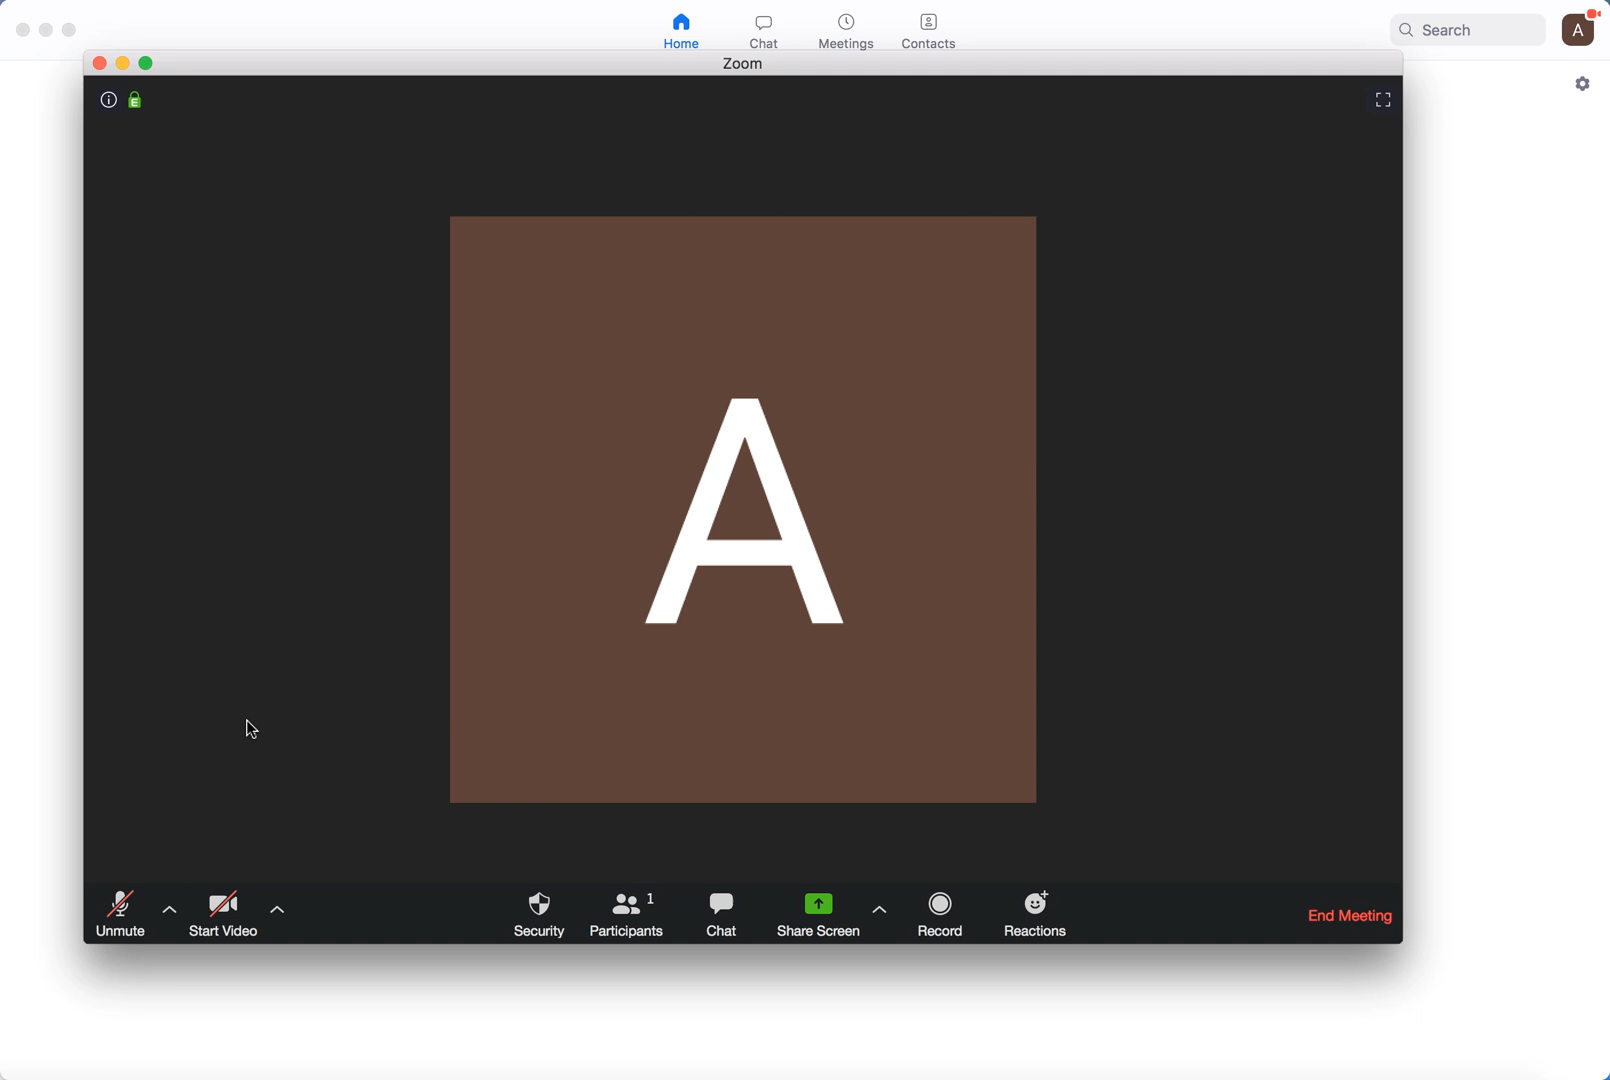 Home
Chat
Meetings
Contacts
Search
A
Zoom
E
A
Unmute
Start Video
Security
Participants
1
Chat
Share Screen
Record
Reactions
End Meeting